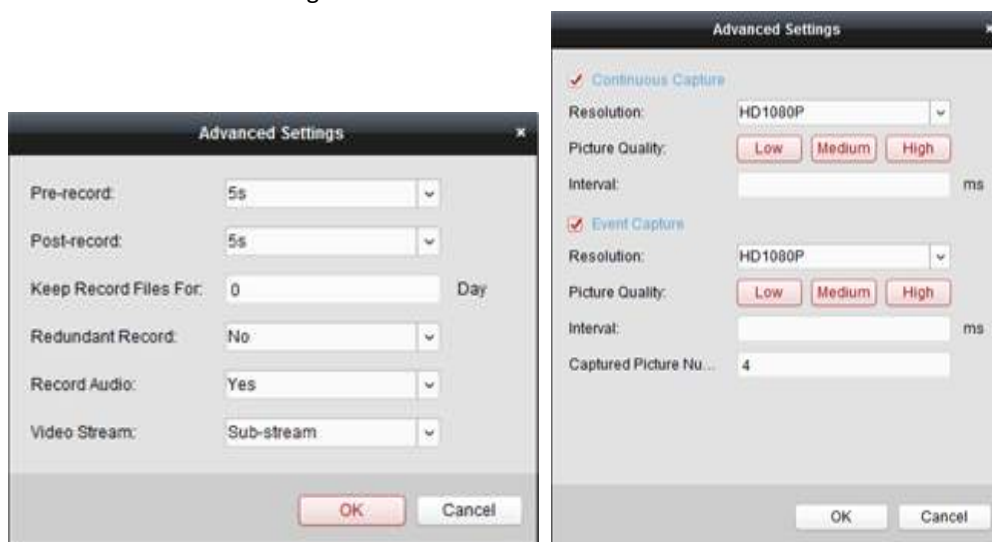 Advanced Settings
Pre-record: 5s
Post-record: 5s
Keep Record Files For: 0 Day
Redundant Record: No
Record Audio: Yes
Video Stream: Sub-stream
OK Cancel
Advanced Settings
Continuous Capture
Resolution: HD1080P
Picture Quality: Low Medium High
Interval: ms
Event Capture
Resolution: HD1080P
Picture Quality: Low Medium High
Interval: ms
Captured Picture Nu... 4
OK Cancel